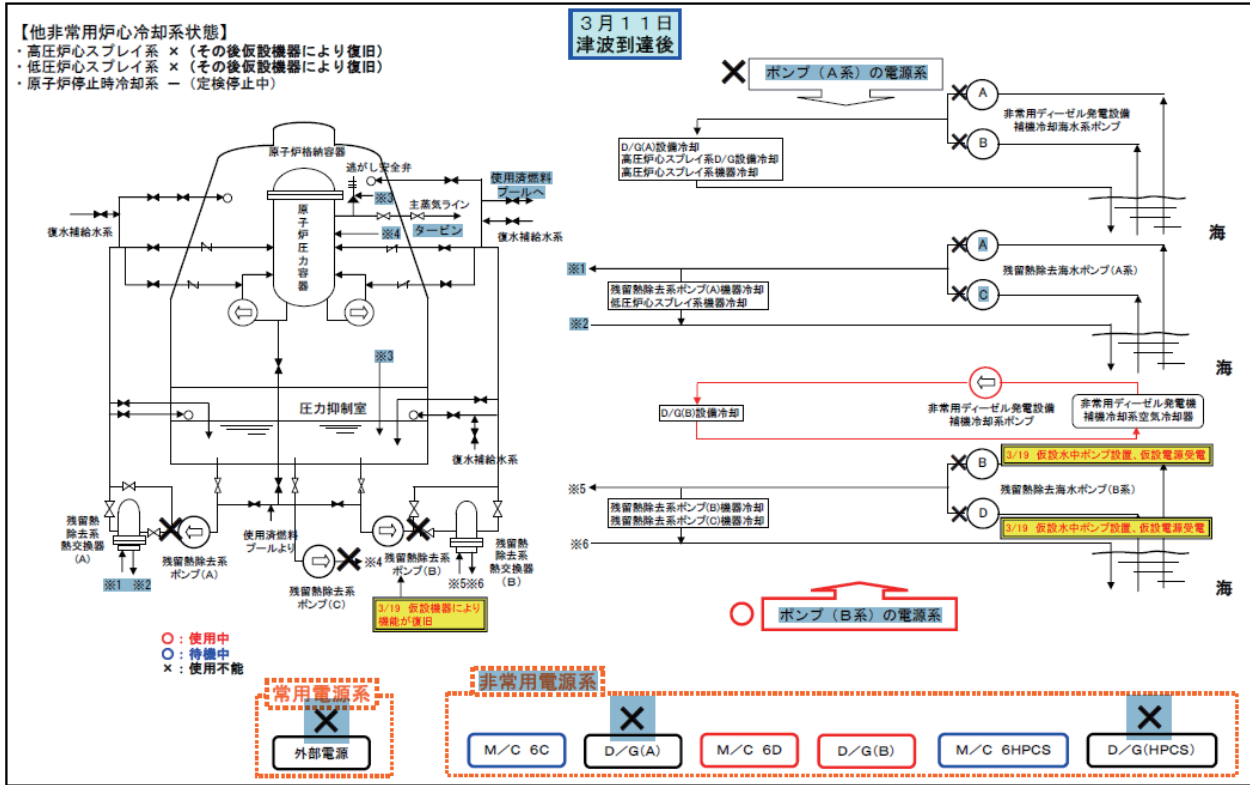 【他非常用炉心冷却系状態】
・高圧炉心スプレイ系 × (その後仮設機器により復旧)
・低圧炉心スプレイ系 × (その後仮設機器により復旧)
・原子炉停止時冷却系 － (定検停止中)
3月11日
津波到達後
× ポンプ(A系)の電源系
A
非常用ディーゼル発電設備
補機冷却海水系ポンプ
B
D/G(A)設備冷却
高圧炉心スプレイ系D/G設備冷却
高圧炉心スプレイ系機器冷却
海
原子炉格納容器
逃がし安全弁
使用済燃料
プールへ
※3
主蒸気ライン
※4
タービン
原子炉圧力容器
復水補給水系
復水補給水系
※1
A
残留熱除去海水ポンプ(A系)
C
残留熱除去系ポンプ(A)機器冷却
低圧炉心スプレイ系機器冷却
※2
海
※3
圧力抑制室
復水補給水系
D/G(B)設備冷却
非常用ディーゼル発電設備
補機冷却系ポンプ
非常用ディーゼル発電機
補機冷却系空気冷却器
B
3/19 仮設水中ポンプ設置、仮設電源受電
※5
残留熱除去海水ポンプ(B系)
残留熱除去系ポンプ(B)機器冷却
残留熱除去系ポンプ(C)機器冷却
D
3/19 仮設水中ポンプ設置、仮設電源受電
※6
海
残留熱
除去系
熱交換器
(A)
※1 ※2
残留熱除去系
ポンプ(A)
使用済燃料
プールより
残留熱除去系
ポンプ(C)
※4
残留熱除去系
ポンプ(B)
※5※6
残留熱
除去系
熱交換器
(B)
3/19 仮設機器により
機能が復旧
○ ポンプ(B系)の電源系
○：使用中
○：待機中
×：使用不能
常用電源系
×
外部電源
非常用電源系
× ×
M/C 6C
D/G(A)
M/C 6D
D/G(B)
M/C 6HPCS
D/G(HPCS)